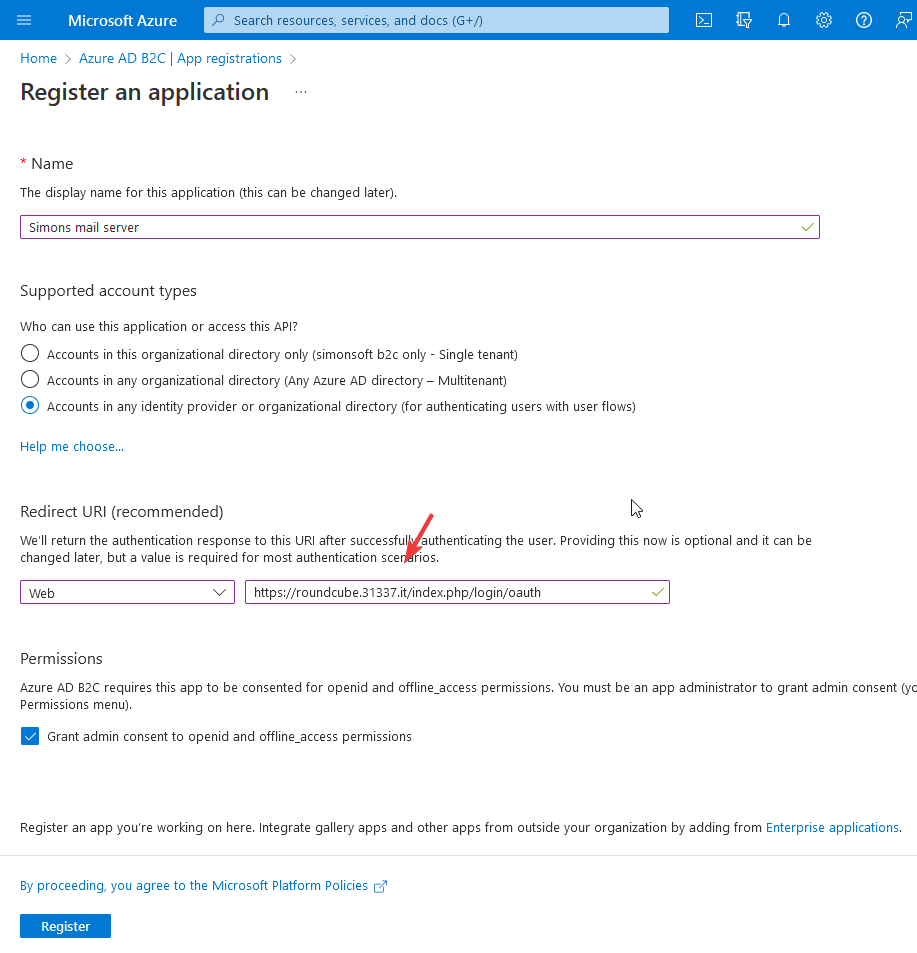 Microsoft Azure
Search resources, services, and docs (G+/)
Home > Azure AD B2C | App registrations >
Register an application ...
* Name
The display name for this application (this can be changed later).
Simons mail server
Supported account types
Who can use this application or access this API?
Accounts in this organizational directory only (simonsoft b2c only - Single tenant)
Accounts in any organizational directory (Any Azure AD directory – Multitenant)
Accounts in any identity provider or organizational directory (for authenticating users with user flows)
Help me choose...
Redirect URI (recommended)
We'll return the authentication response to this URI after successfully authenticating the user. Providing this now is optional and it can be
changed later, but a value is required for most authentication scenarios.
Web
https://roundcube.31337.it/index.php/login/oauth
Permissions
Azure AD B2C requires this app to be consented for openid and offline_access permissions. You must be an app administrator to grant admin consent (yo
Permissions menu).
Grant admin consent to openid and offline_access permissions
Register an app you're working on here. Integrate gallery apps and other apps from outside your organization by adding from Enterprise applications.
By proceeding, you agree to the Microsoft Platform Policies
Register